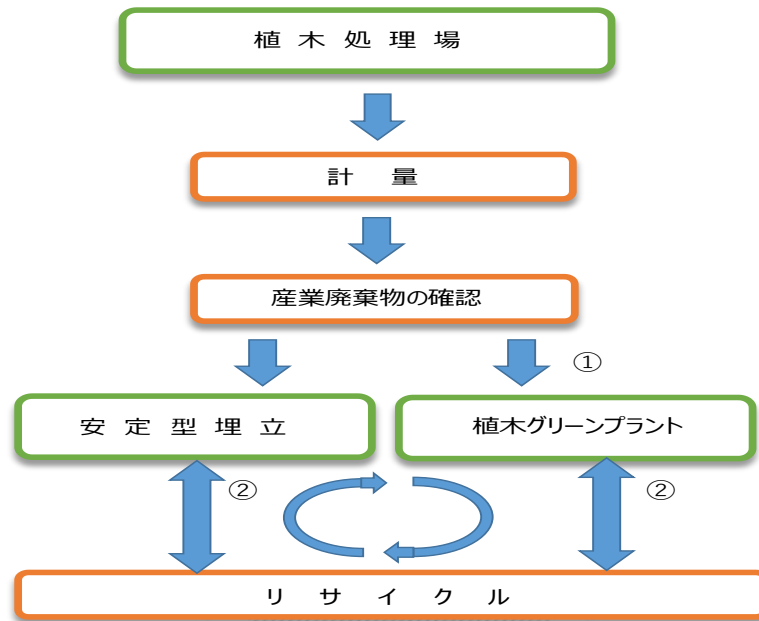 植木処理場
計量
産業廃棄物の確認
①
安定型埋立
植木グリーンプラント
②
②
リサイクル